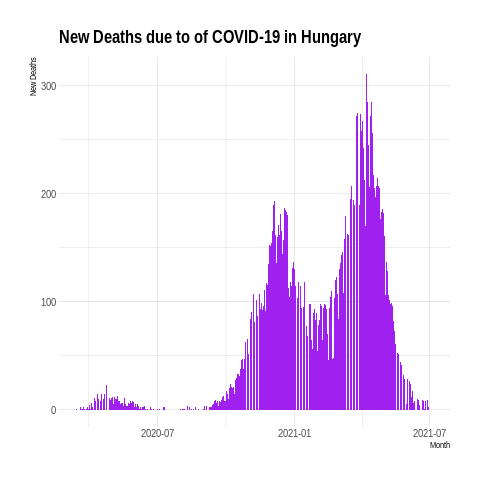 New Deaths due to of COVID-19 in Hungary
New Deaths
300
200
100
0
2020-07
2021-01
2021-07
Month